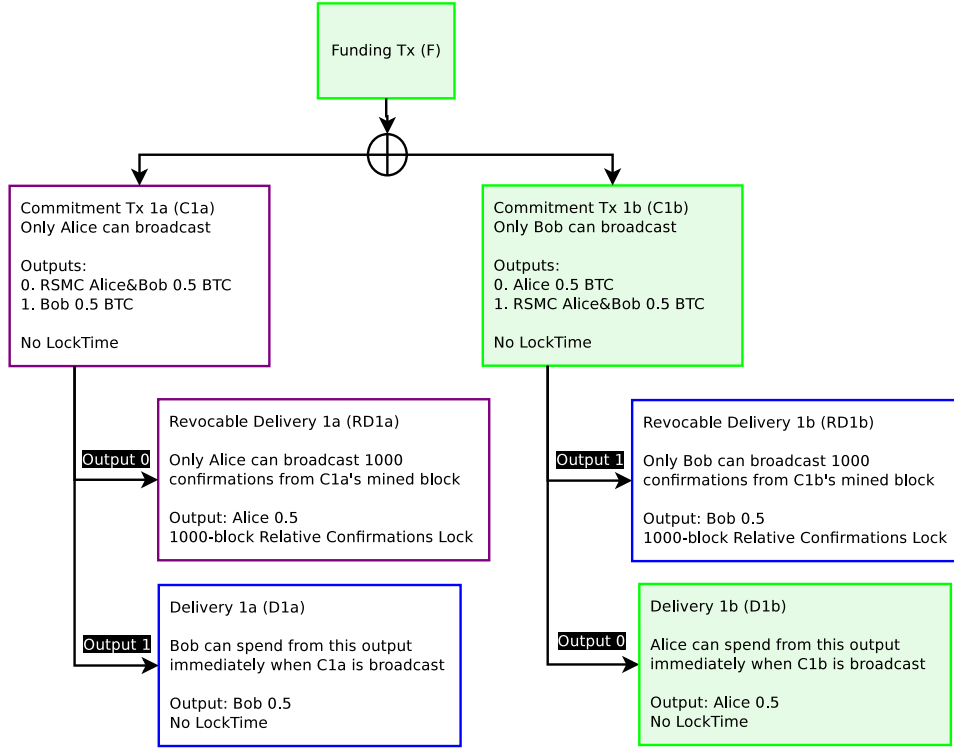 Funding Tx (F)
Commitment Tx 1a (C1a)
Only Alice can broadcast
Outputs:
0. RSMC Alice&Bob 0.5 BTC
1. Bob 0.5 BTC
No LockTime
Commitment Tx 1b (C1b)
Only Bob can broadcast
Outputs:
0. Alice 0.5 BTC
1. RSMC Alice&Bob 0.5 BTC
No LockTime
Output 0
Revocable Delivery 1a (RD1a)
Only Alice can broadcast 1000
confirmations from C1a's mined block
Output: Alice 0.5
1000-block Relative Confirmations Lock
Output 1
Revocable Delivery 1b (RD1b)
Only Bob can broadcast 1000
confirmations from C1b's mined block
Output: Bob 0.5
1000-block Relative Confirmations Lock
Output 1
Delivery 1a (D1a)
Bob can spend from this output
immediately when C1a is broadcast
Output: Bob 0.5
No LockTime
Output 0
Delivery 1b (D1b)
Alice can spend from this output
immediately when C1b is broadcast
Output: Alice 0.5
No LockTime